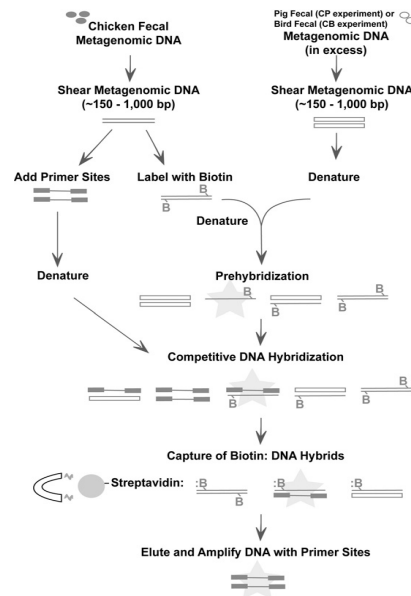 Chicken Fecal
Metagenomic DNA
Pig Fecal (CP experiment) or
Bird Fecal (CB experiment)
Metagenomic DNA
(in excess)
Shear Metagenomic DNA
(~150 - 1,000 bp)
Shear Metagenomic DNA
(~150 - 1,000 bp)
Add Primer Sites
Label with Biotin
Denature
B
B
Denature
Denature
Prehybridization
B
B
B
B
Competitive DNA Hybridization
B
B
B
B
Capture of Biotin: DNA Hybrids
Streptavidin:
:B
B
:B
B
:B
Elute and Amplify DNA with Primer Sites